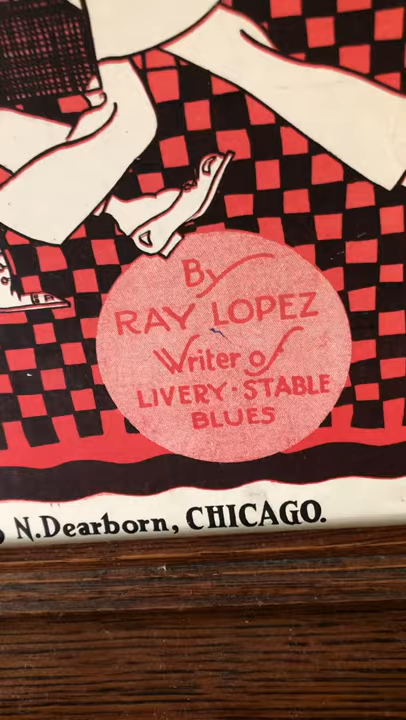 By
RAY LOPEZ
Writer of
LIVERY-STABLE
BLUES
N.Dearborn, CHICAGO.